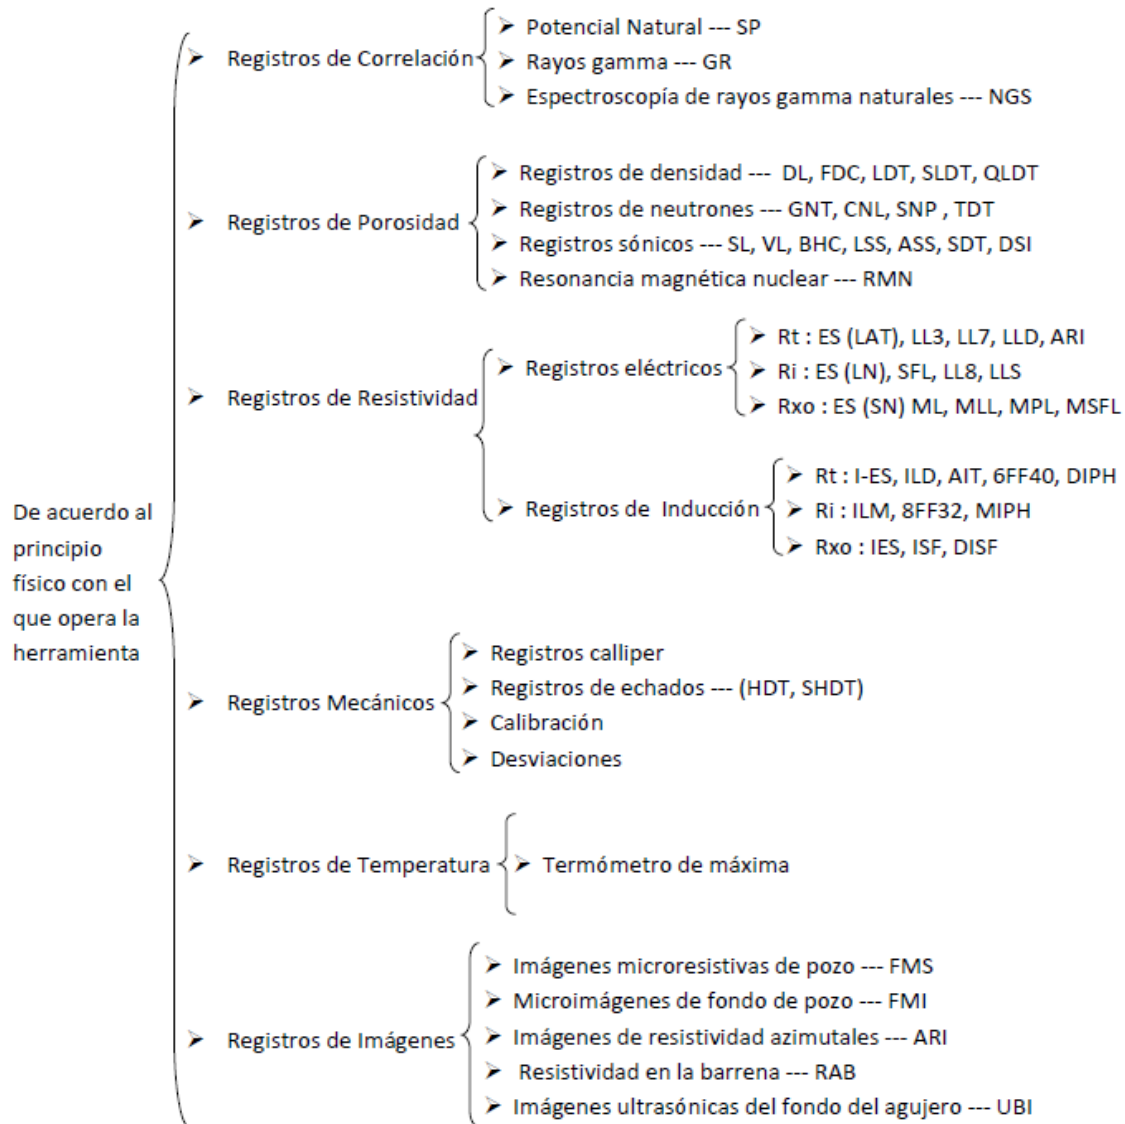 De acuerdo al
principio
físico con el
que opera la
herramienta
Registros de Correlación
Potencial Natural --- SP
Rayos gamma --- GR
Espectroscopía de rayos gamma naturales --- NGS
Registros de Porosidad
Registros de densidad --- DL, FDC, LDT, SLDT, QLDT
Registros de neutrones --- GNT, CNL, SNP , TDT
Registros sónicos --- SL, VL, BHC, LSS, ASS, SDT, DSI
Resonancia magnética nuclear --- RMN
Registros de Resistividad
Registros eléctricos
Rt : ES (LAT), LL3, LL7, LLD, ARI
Ri : ES (LN), SFL, LL8, LLS
Rxo : ES (SN) ML, MLL, MPL, MSFL
Registros de Inducción
Rt : I-ES, ILD, AIT, 6FF40, DIPH
Ri : ILM, 8FF32, MIPH
Rxo : IES, ISF, DISF
Registros Mecánicos
Registros calliper
Registros de echados --- (HDT, SHDT)
Calibración
Desviaciones
Registros de Temperatura
Termómetro de máxima
Registros de Imágenes
Imágenes microresistivas de pozo --- FMS
Microimágenes de fondo de pozo --- FMI
Imágenes de resistividad azimutales --- ARI
Resistividad en la barrena --- RAB
Imágenes ultrasónicas del fondo del agujero --- UBI